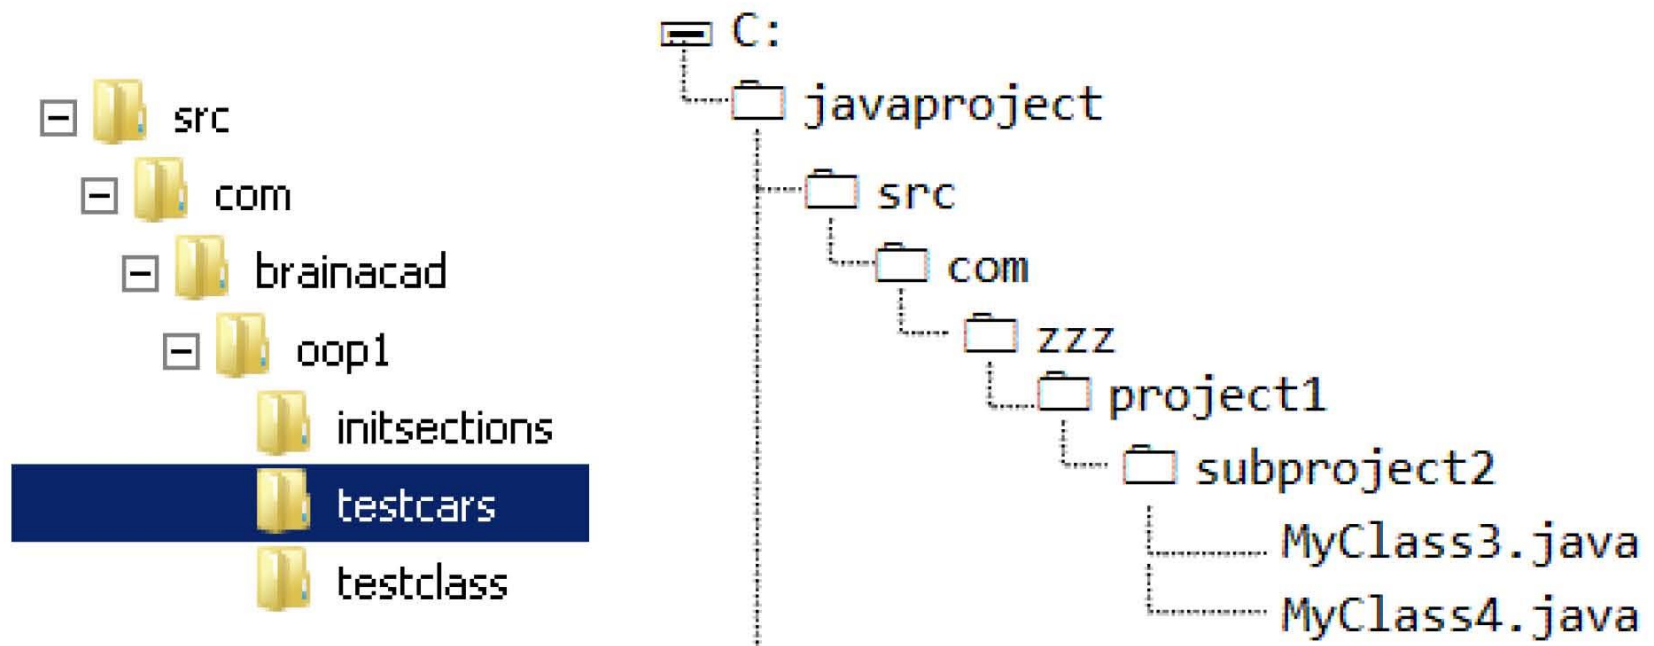 src
com
brainacad
oop1
initsections
testcars
testclass
C:
javaproject
src
com
zzz
project1
subproject2
MyClass3.java
MyClass4.java